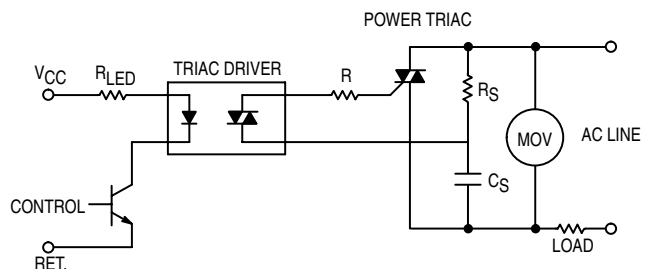 POWER TRIAC
VCC
RLED
TRIAC DRIVER
R
RS
MOV
AC LINE
CS
CONTROL
LOAD
RET.